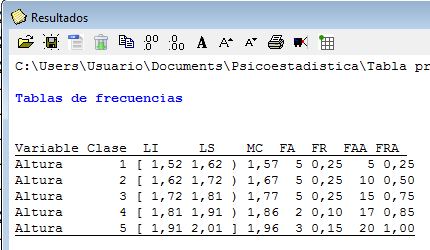 Resultados
C:\Users\Usuario\Documents\Psicoestadistica\Tabla pr
Tablas de frecuencias
Variable Clase LI LS MC FA FR FAA FRA
Altura 1 [ 1,52 1,62 ) 1,57 5 0,25 5 0,25
Altura 2 [ 1,62 1,72 ) 1,67 5 0,25 10 0,50
Altura 3 [ 1,72 1,81 ) 1,77 5 0,25 15 0,75
Altura 4 [ 1,81 1,91 ) 1,86 2 0,10 17 0,85
Altura 5 [ 1,91 2,01 ] 1,96 3 0,15 20 1,00